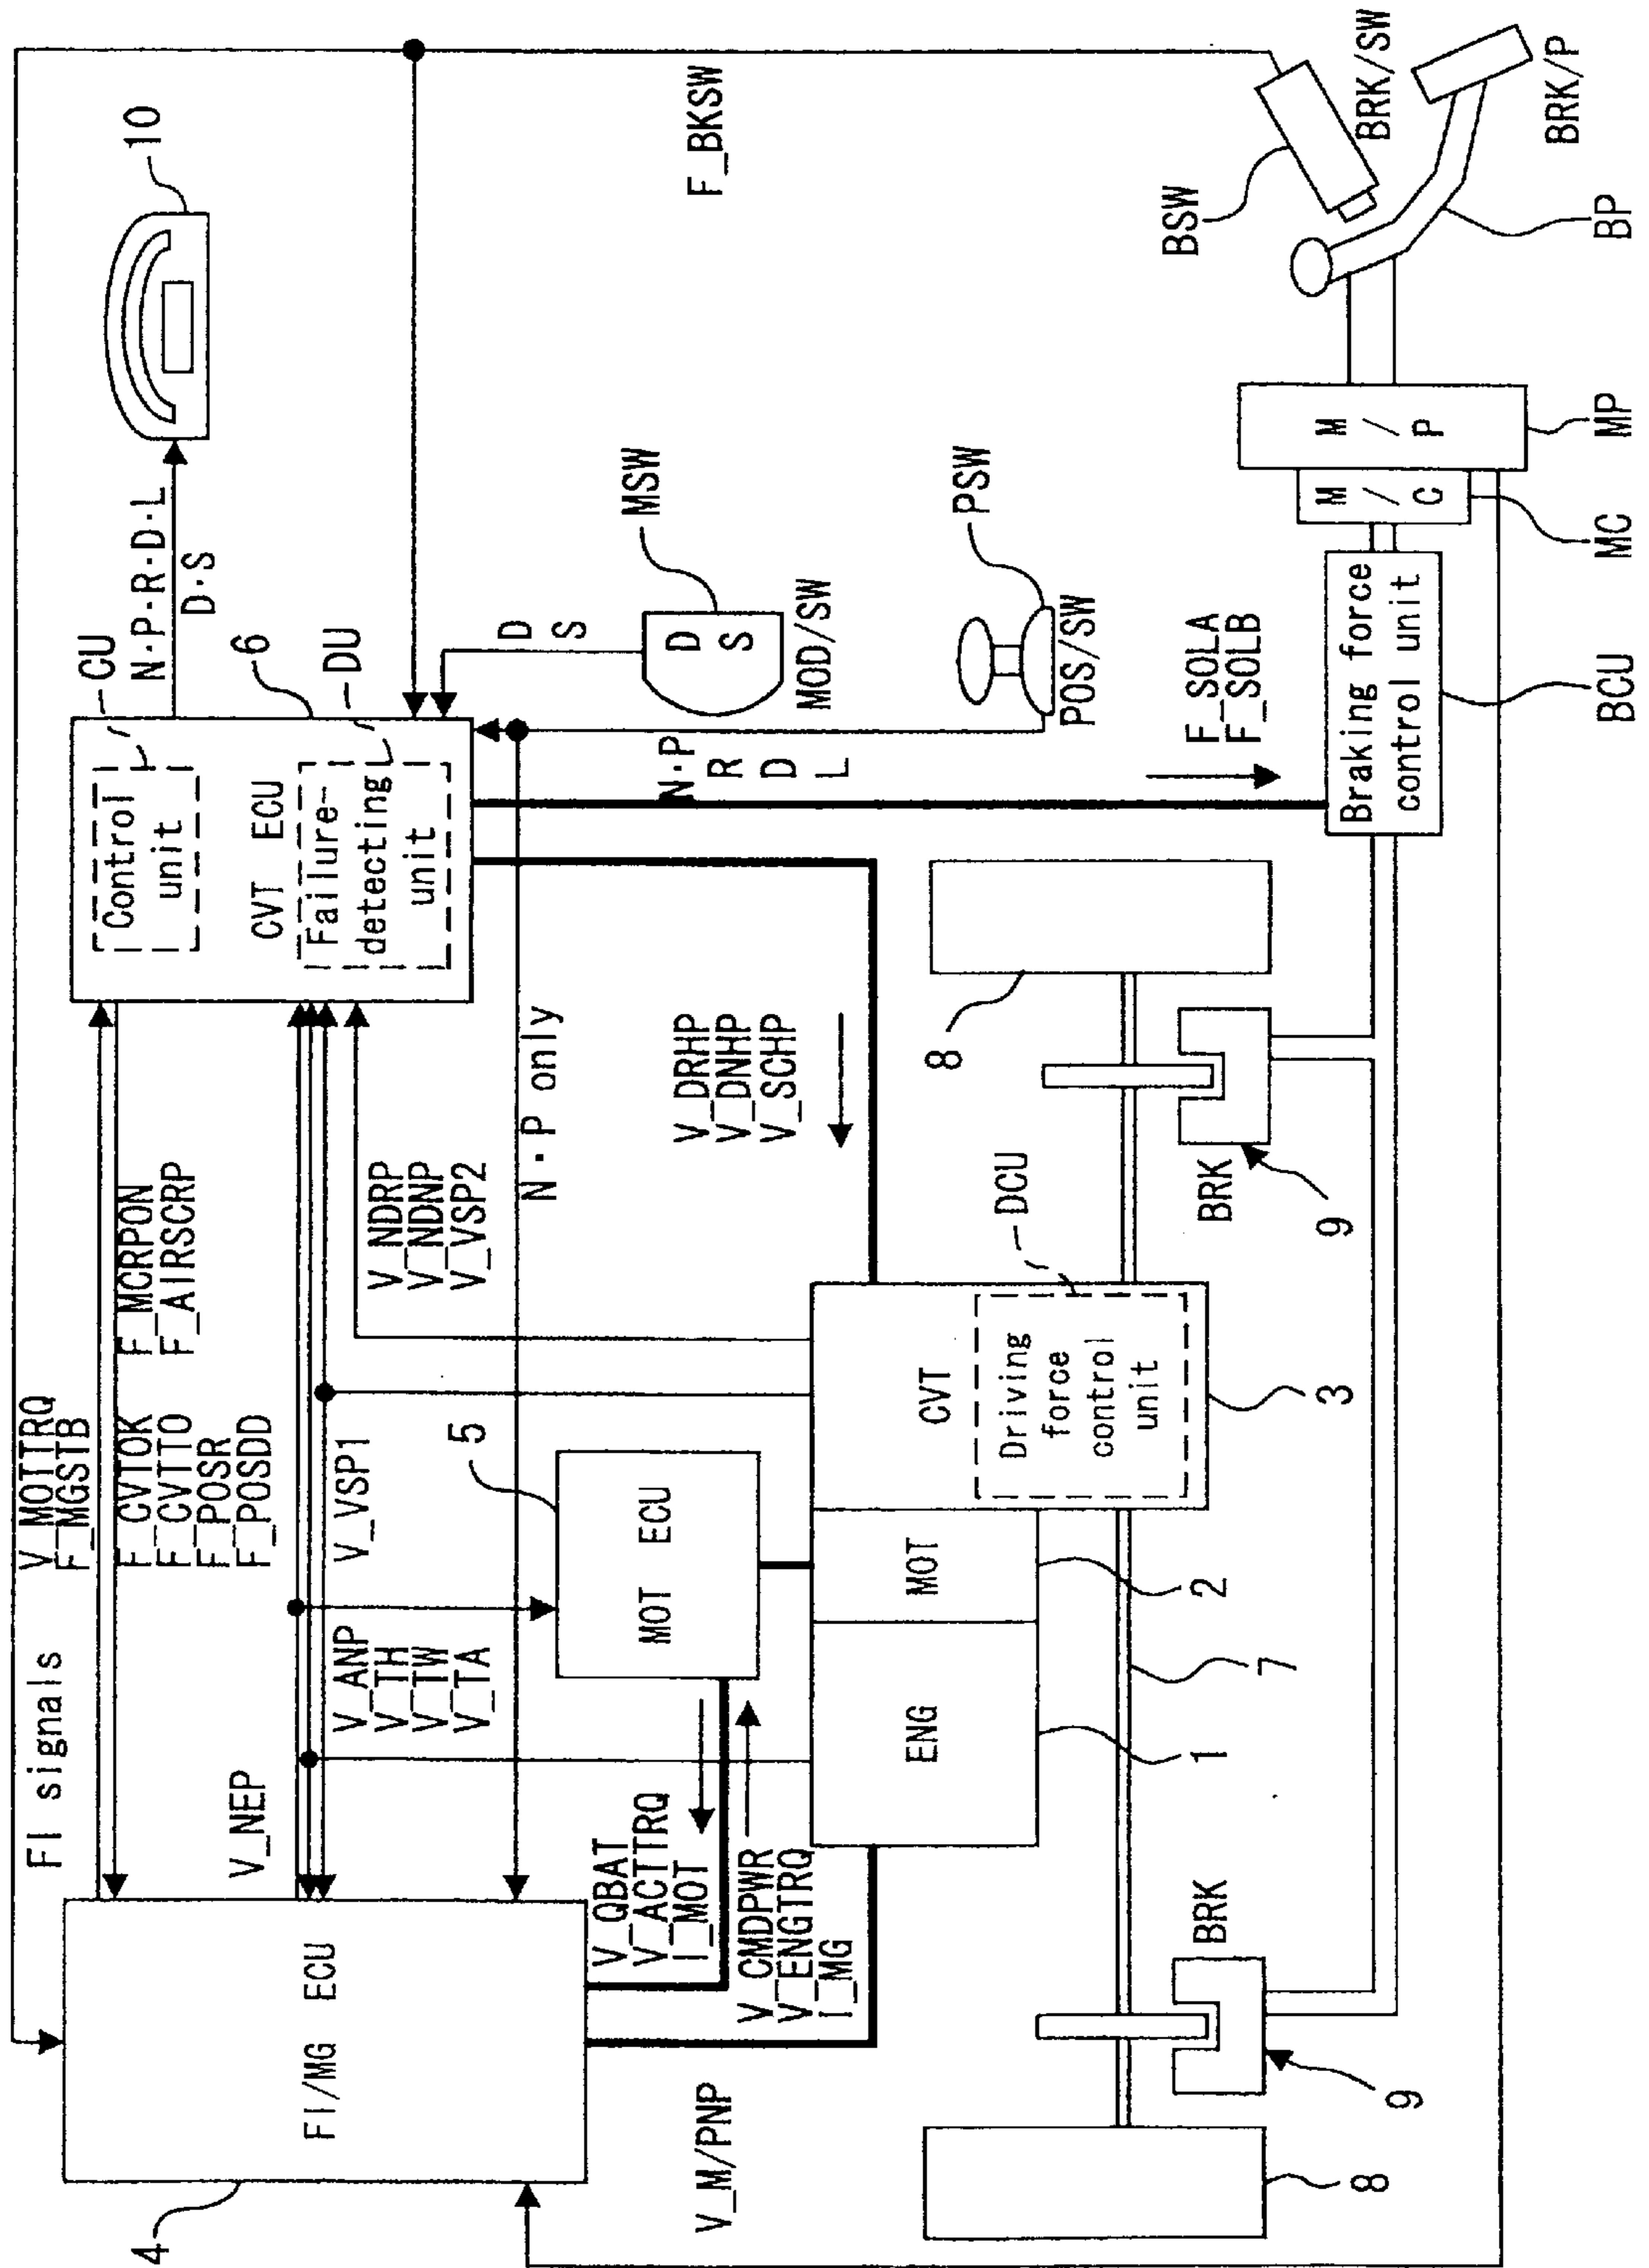 FI signals
V_MOTTRQ
F_MGSTB
F_CVTOK
F_CVTTO
F_POSR
F_POSDD
F_MCRPON
F_AIRSCRP
CU
N·P·R·D·L
D·S
10
6
DU
Control
unit
CVT ECU
Failure-
detecting
unit
4
FI/MG ECU
V_NEP
V_ANP
V_TH
V_TW
V_TA
V_VSP1
V_NDRP
V_NDNP
V_VSP2
N·P only
5
MOT ECU
V_QBAT
V_ACTTRQ
I_MOT
V_CMDPWR
V_ENGTRQ
I_MG
V_M/PNP
D
S
MSW
D
S
MOD/SW
PSW
POS/SW
N·P
R
D
L
F_BKSW
V_DRHP
V_DNHP
V_SCHP
F_SOLA
F_SOLB
ENG
MOT
CVT
Driving
force
control
unit
DCU
1
2
3
7
8
8
BRK
9
BRK
9
Braking force
control unit
BCU
M/C
MC
M/P
MP
BSW
BRK/SW
BRK/P
BP